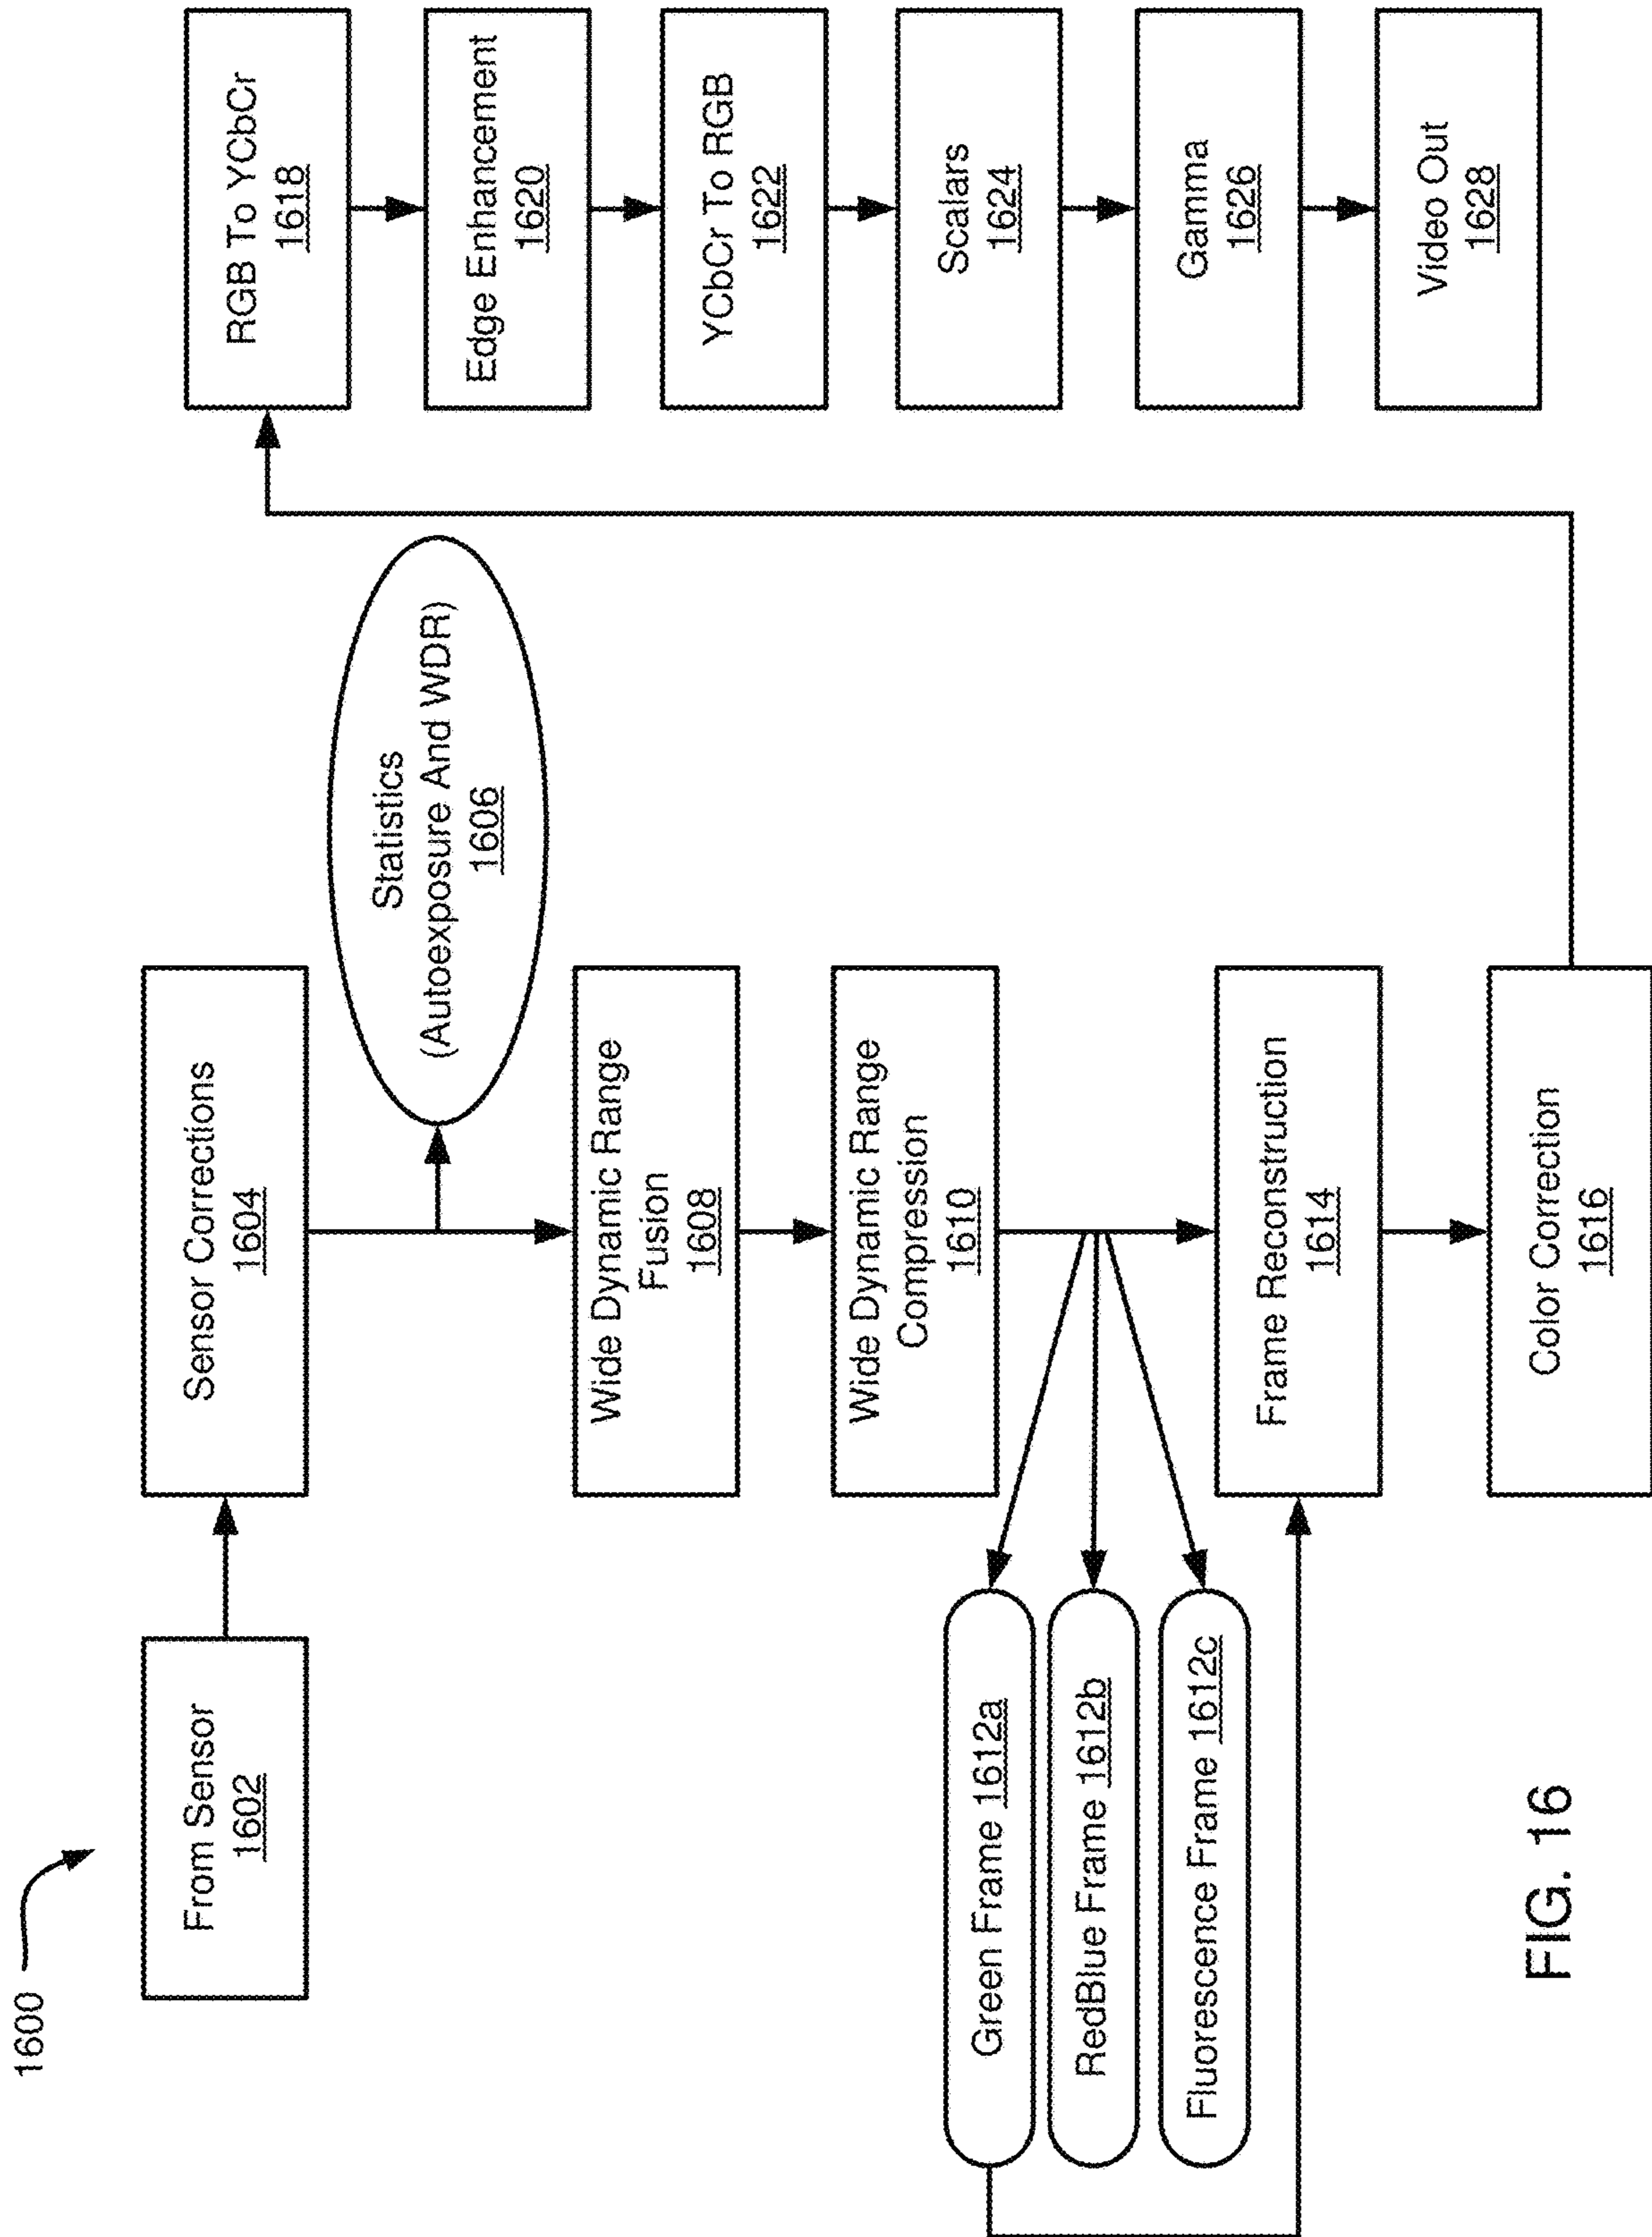 1600
From Sensor
1602
Sensor Corrections
1604
Statistics
(Autoexposure And WDR)
1606
Wide Dynamic Range
Fusion
1608
Wide Dynamic Range
Compression
1610
Green Frame 1612a
RedBlue Frame 1612b
Fluorescence Frame 1612c
Frame Reconstruction
1614
Color Correction
1616
RGB To YCbCr
1618
Edge Enhancement
1620
YCbCr To RGB
1622
Scalars
1624
Gamma
1626
Video Out
1628
FIG. 16